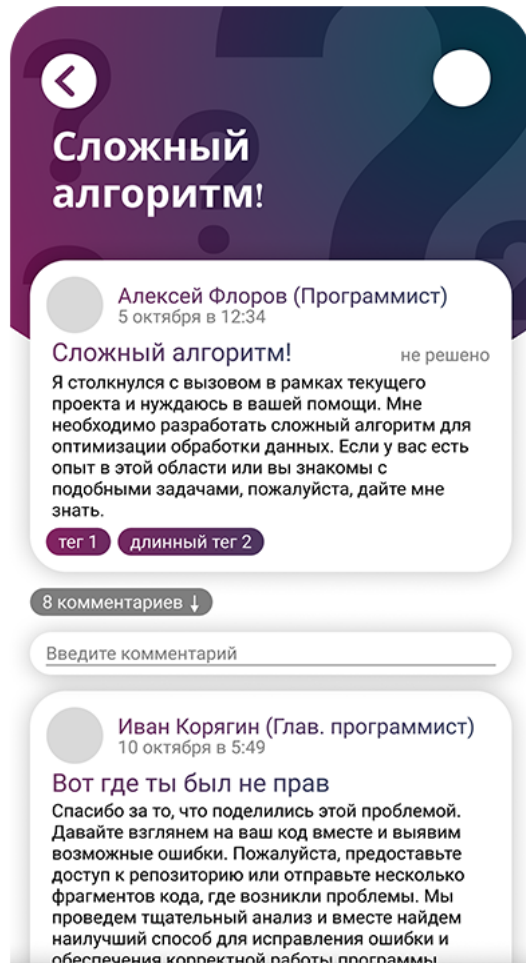 Сложный
алгоритм!
Алексей Флоров (Программист)
5 октября в 12:34
Сложный алгоритм!
не решено
Я столкнулся с вызовом в рамках текущего
проекта и нуждаюсь в вашей помощи. Мне
необходимо разработать сложный алгоритм для
оптимизации обработки данных. Если у вас есть
опыт в этой области или вы знакомы с
подобными задачами, пожалуйста, дайте мне
знать.
тег 1
длинный тег 2
8 комментариев ↓
Введите комментарий
Иван Корягин (Глав. программист)
10 октября в 5:49
Вот где ты был не прав
Спасибо за то, что поделились этой проблемой.
Давайте взглянем на ваш код вместе и выявим
возможные ошибки. Пожалуйста, предоставьте
доступ к репозиторию или отправьте несколько
фрагментов кода, где возникли проблемы. Мы
проведем тщательный анализ и вместе найдем
наилучший способ для исправления ошибки и
обеспечения корректной работы программы